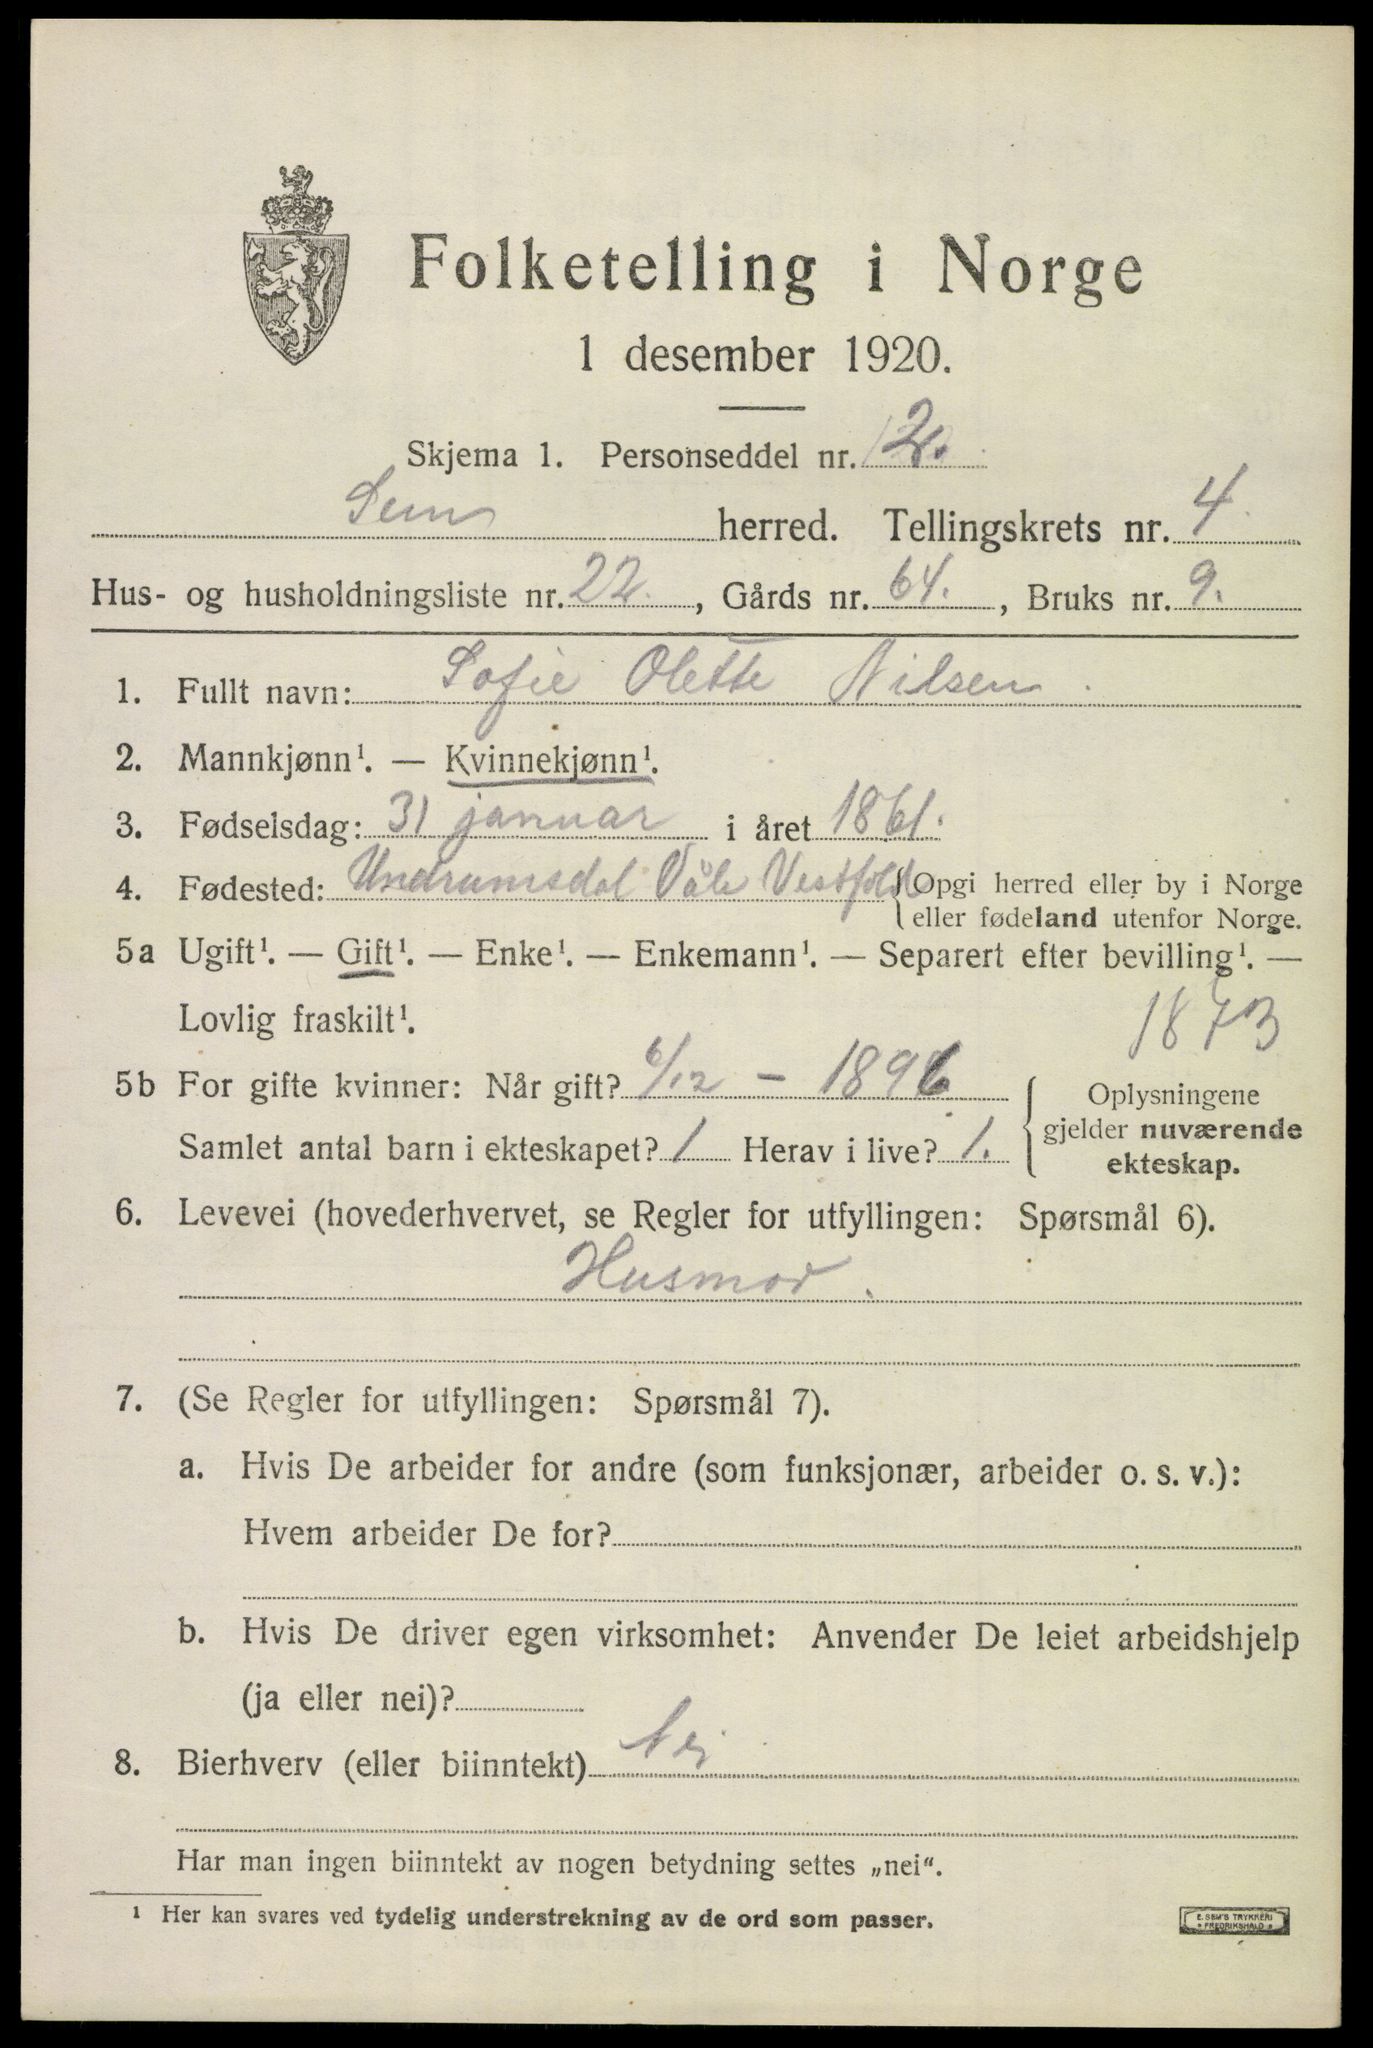 Folketelling i Norge
1 desember 1920.
Skjema 1. Personseddel nr. 2.
Sem herred. Tellingskrets nr. 4.
Hus- og husholdningsliste nr. 22., Gårds nr. 64., Bruks nr. 9.
1. Fullt navn: Sofie Olette Nilsen.
2. Mannkjønn¹. — Kvinnekjønn¹.
3. Fødselsdag: 31 januar i året 1861.
4. Fødested: Undrumsdal Våle Vestfold {Opgi herred eller by i Norge
eller fødeland utenfor Norge.
5a Ugift¹. — Gift¹. — Enke¹. — Enkemann¹. — Separert efter bevilling¹. —
Lovlig fraskilt¹.
1873
5b For gifte kvinner: Når gift? 6/12 – 1896
Samlet antal barn i ekteskapet? 1 Herav i live? 1.
Oplysningene
gjelder nuværende
ekteskap.
6. Levevei (hovederhvervet, se Regler for utfyllingen: Spørsmål 6).
Husmor.
7. (Se Regler for utfyllingen: Spørsmål 7).
a. Hvis De arbeider for andre (som funksjonær, arbeider o. s. v.):
Hvem arbeider De for?
b. Hvis De driver egen virksomhet: Anvender De leiet arbeidshjelp
(ja eller nei)?
8. Bierhverv (eller biinntekt) Nei
Har man ingen biinntekt av nogen betydning settes „nei“.
¹ Her kan svares ved tydelig understrekning av de ord som passer.
E. SEM'S TRYKKERI
* FREDRIKSHALD *